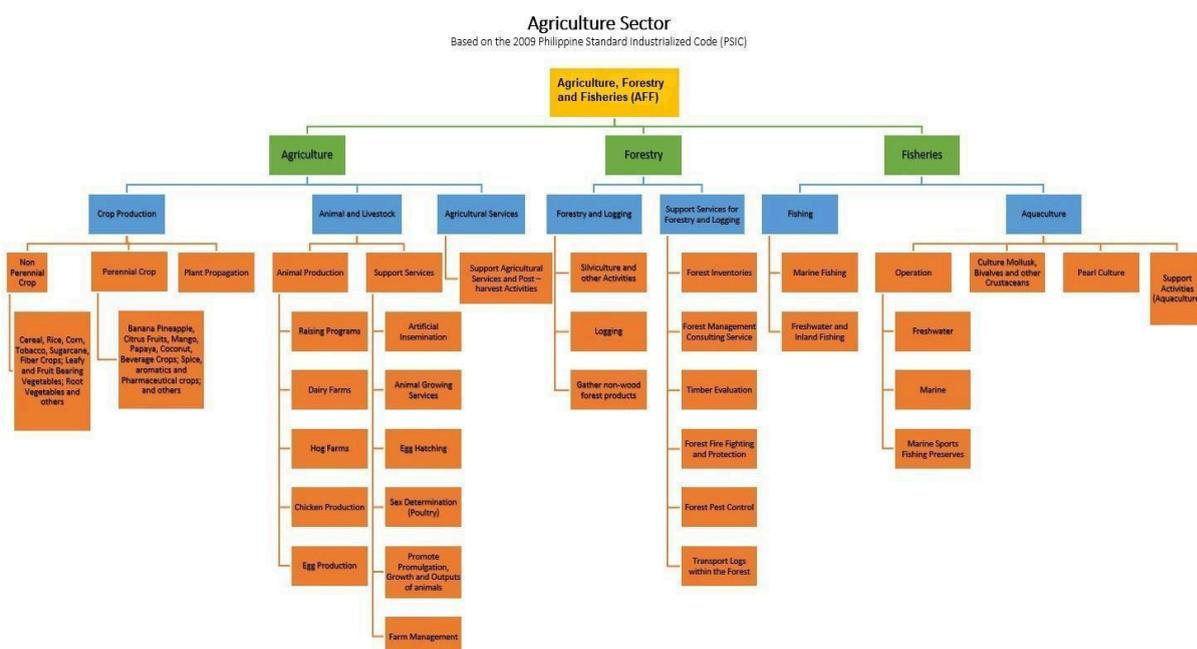 Agriculture Sector
Based on the 2009 Philippine Standard Industrialized Code (PSIC)
Agriculture, Forestry
and Fisheries (AFF)
Agriculture
Forestry
Fisheries
Crop Production
Animal and Livestock
Agricultural Services
Forestry and Logging
Support Services for
Forestry and Logging
Fishing
Aquaculture
Non
Perennial
Crop
Perennial Crop
Plant Propagation
Animal Production
Support Services
Support Agricultural
Services and Post –
harvest Activities
Silviculture and
other Activities
Forest Inventories
Marine Fishing
Operation
Culture Mollusk,
Bivalves and other
Crustaceans
Pearl Culture
Support
Activities
(Aquaculture
Cereal, Rice, Corn,
Tobacco, Sugarcane,
Fiber Crops; Leafy
and Fruit Bearing
Vegetables; Root
Vegetables and
others
Banana Pineapple,
Citrus Fruits, Mango,
Papaya, Coconut,
Beverage Crops; Spice,
aromatics and
Pharmaceutical crops;
and others
Raising Programs
Artificial
Insemination
Logging
Forest Management
Consulting Service
Freshwater and
Inland Fishing
Freshwater
Dairy Farms
Animal Growing
Services
Gather non-wood
forest products
Timber Evaluation
Marine
Hog Farms
Egg Hatching
Forest Fire Fighting
and Protection
Marine Sports
Fishing Preserves
Chicken Production
Sex Determination
(Poultry)
Forest Pest Control
Egg Production
Promote
Promulgation,
Growth and Outputs
of animals
Transport Logs
within the Forest
Farm Management